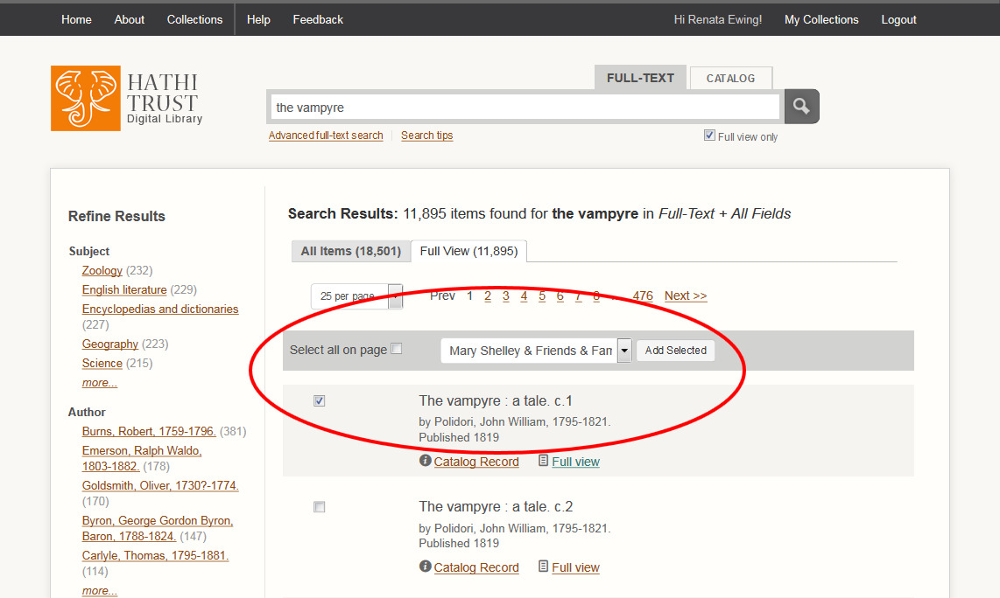 Home About Collections Help Feedback Hi Renata Ewing! My Collections Logout
HATHI
TRUST
Digital Library
FULL-TEXT CATALOG
the vampyre
Advanced full-text search Search tips Full view only
Refine Results
Subject
Zoology (232)
English literature (229)
Encyclopedias and dictionaries
(227)
Geography (223)
Science (215)
more...
Author
Burns, Robert, 1759-1796. (381)
Emerson, Ralph Waldo,
1803-1882. (178)
Goldsmith, Oliver, 1730?-1774.
(170)
Byron, George Gordon Byron,
Baron, 1788-1824. (147)
Carlyle, Thomas, 1795-1881.
(114)
more...
Search Results: 11,895 items found for the vampyre in Full-Text + All Fields
All Items (18,501) Full View (11,895)
25 per page Prev 1 2 3 4 5 6 7 8 ... 476 Next >>
Select all on page Mary Shelley & Friends & Fam Add Selected
The vampyre : a tale. c.1
by Polidori, John William, 1795-1821.
Published 1819
Catalog Record Full view
The vampyre : a tale. c.2
by Polidori, John William, 1795-1821.
Published 1819
Catalog Record Full view